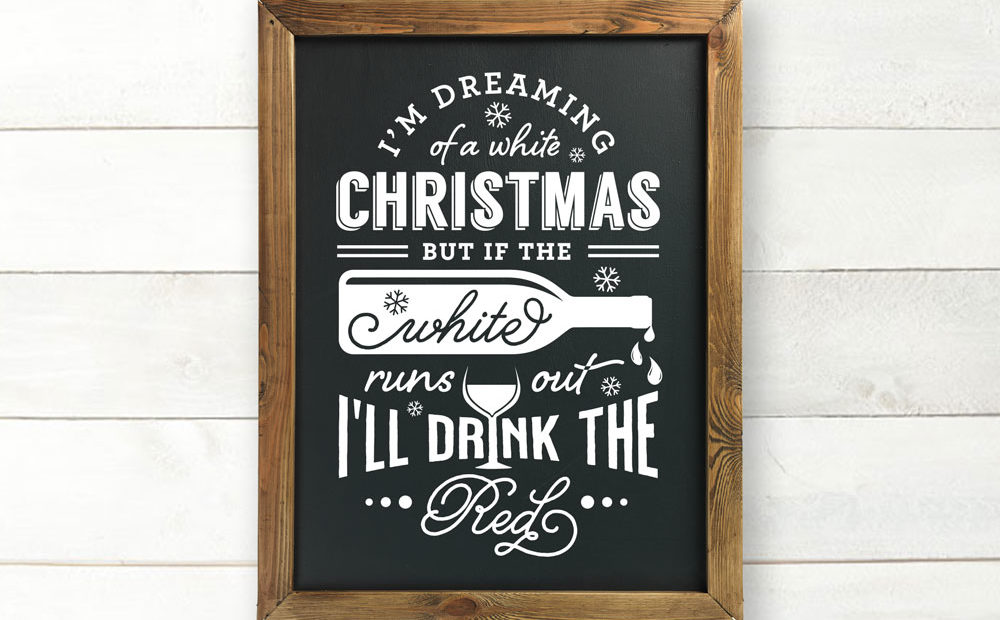 I'M DREAMING
of a white
CHRISTMAS
BUT IF THE
white
runs out
I'LL DRINK THE
Red